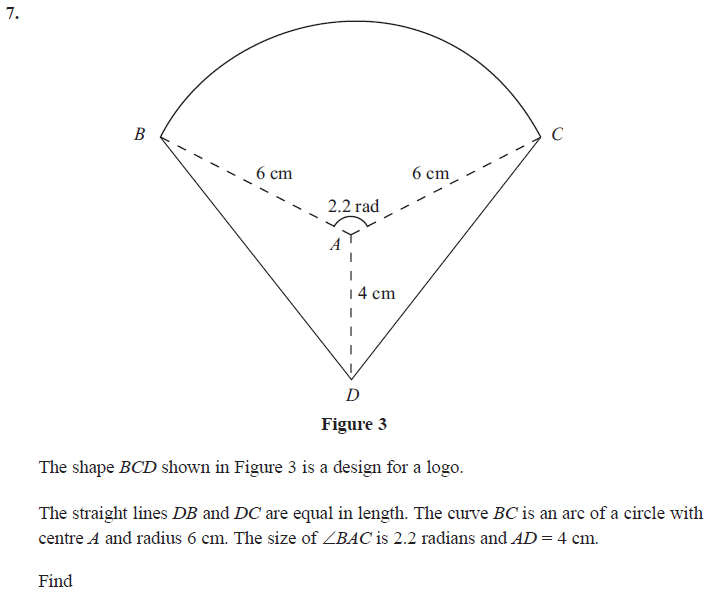 7.
B
C
6 cm
6 cm
2.2 rad
A
4 cm
D
Figure 3
The shape BCD shown in Figure 3 is a design for a logo.
The straight lines DB and DC are equal in length. The curve BC is an arc of a circle with
centre A and radius 6 cm. The size of ∠BAC is 2.2 radians and AD = 4 cm.
Find